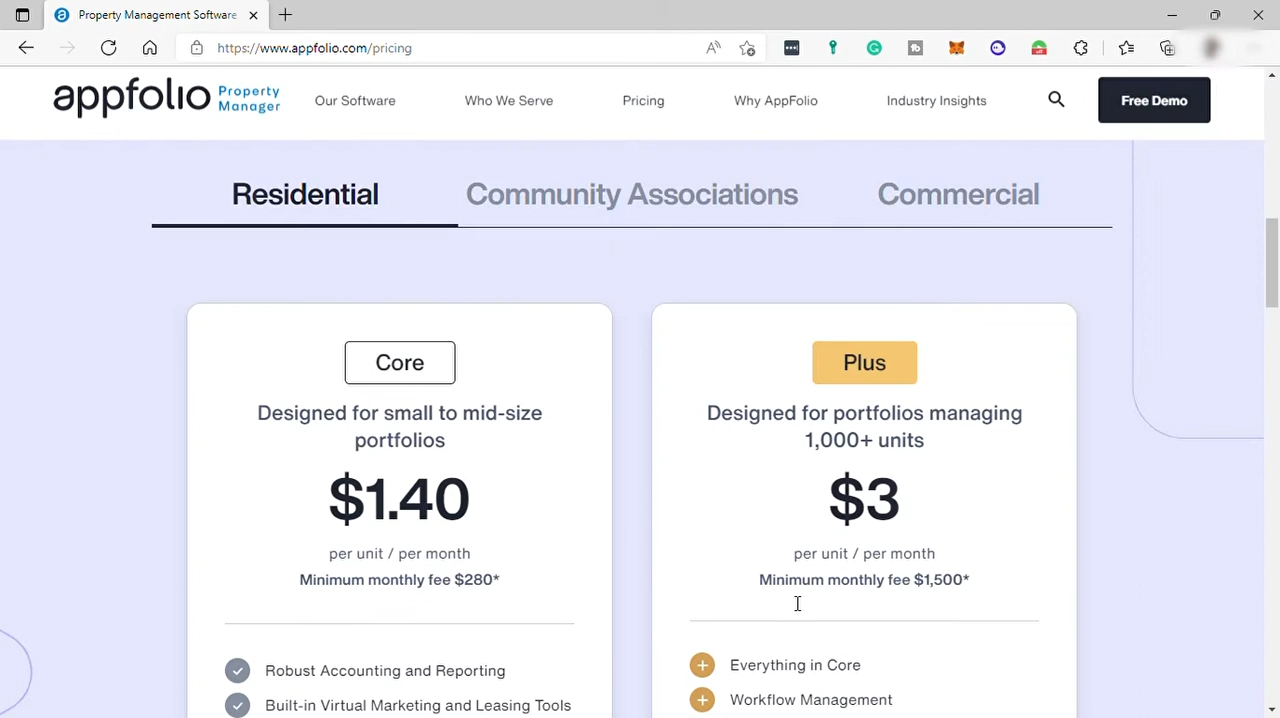 Property Management Software
https://www.appfolio.com/pricing
appfolio Property Manager
Our Software
Who We Serve
Pricing
Why AppFolio
Industry Insights
Free Demo
Residential
Community Associations
Commercial
Core
Designed for small to mid-size
portfolios
$1.40
per unit / per month
Minimum monthly fee $280*
Robust Accounting and Reporting
Built-in Virtual Marketing and Leasing Tools
Plus
Designed for portfolios managing
1,000+ units
$3
per unit / per month
Minimum monthly fee $1,500*
Everything in Core
Workflow Management